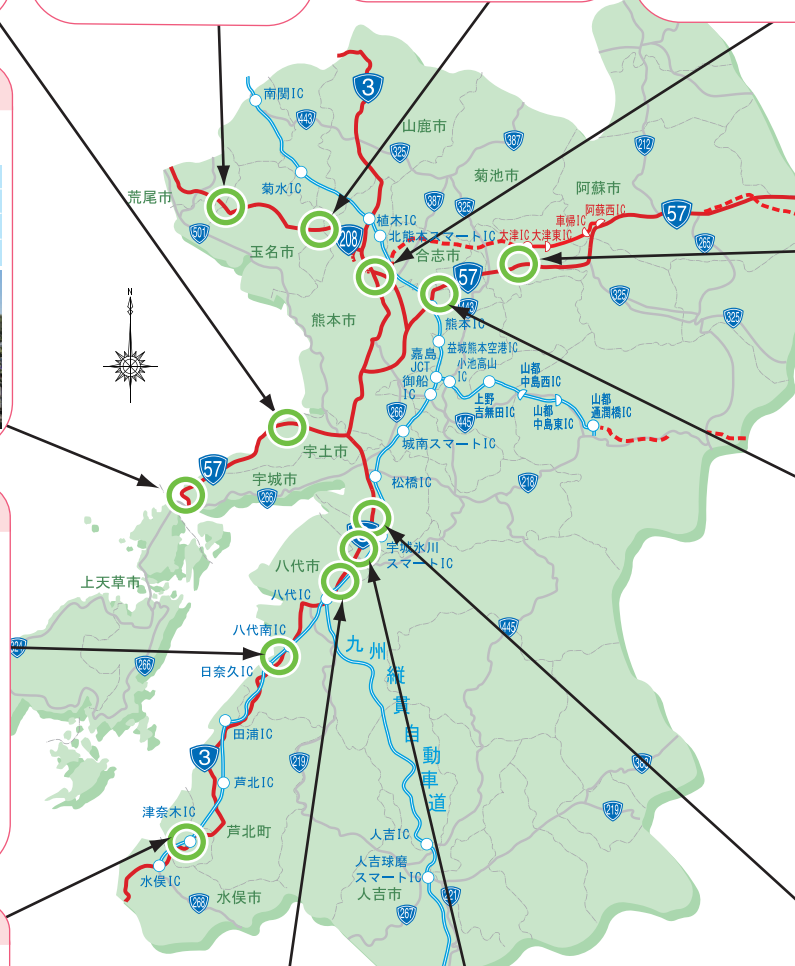 3
南関IC
443
山鹿市
325
387
212
菊池市
菊水IC
阿蘇市
荒尾市
387
325
阿蘇西IC
車帰IC
57
植木IC
501
208
北熊本スマートIC
大津IC
大津東IC
265
玉名市
合志市
N
57
325
443
325
熊本市
熊本IC
益城熊本空港IC
嘉島
JCT
小池高山
IC
山都
中島西IC
御船
IC
上野
吉無田IC
山都
中島東IC
山都
通潤橋IC
266
445
城南スマートIC
宇土市
57
宇城市
266
松橋IC
218
宇城氷川
スマートIC
八代市
上天草市
八代IC
445
八代南IC
九州縦貫自動車道
266
日奈久IC
田浦IC
3
219
芦北IC
219
津奈木IC
芦北町
人吉IC
人吉球磨
スマートIC
水俣IC
水俣市
268
人吉市
267
221